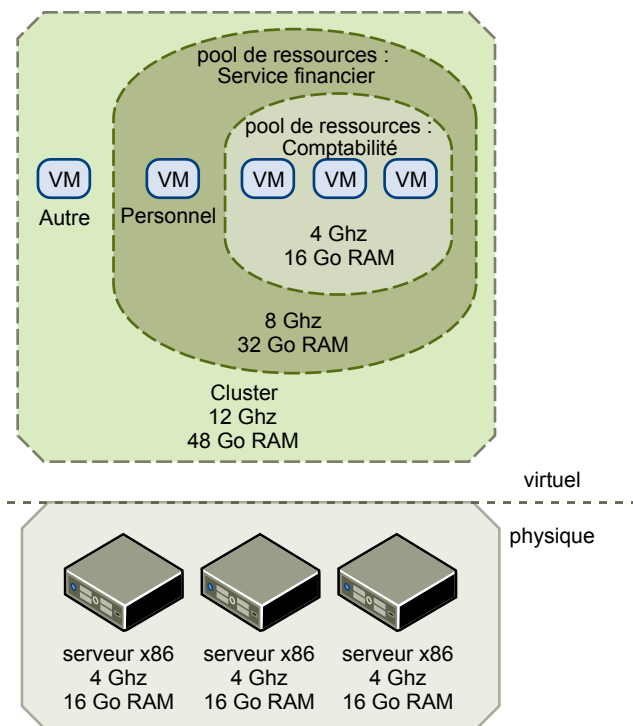 pool de ressources :
Service financier
pool de ressources :
Comptabilité
VM
VM
VM
VM
VM
Autre
Personnel
4 Ghz
16 Go RAM
8 Ghz
32 Go RAM
Cluster
12 Ghz
48 Go RAM
virtuel
physique
serveur x86
4 Ghz
16 Go RAM
serveur x86
4 Ghz
16 Go RAM
serveur x86
4 Ghz
16 Go RAM